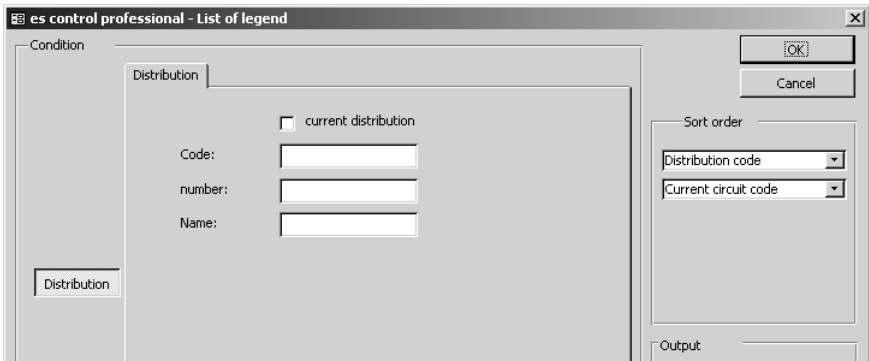 es control professional - List of legend
Condition
OK
Distribution
Cancel
current distribution
Sort order
Code:
Distribution code
number:
Current circuit code
Name:
Distribution
Output